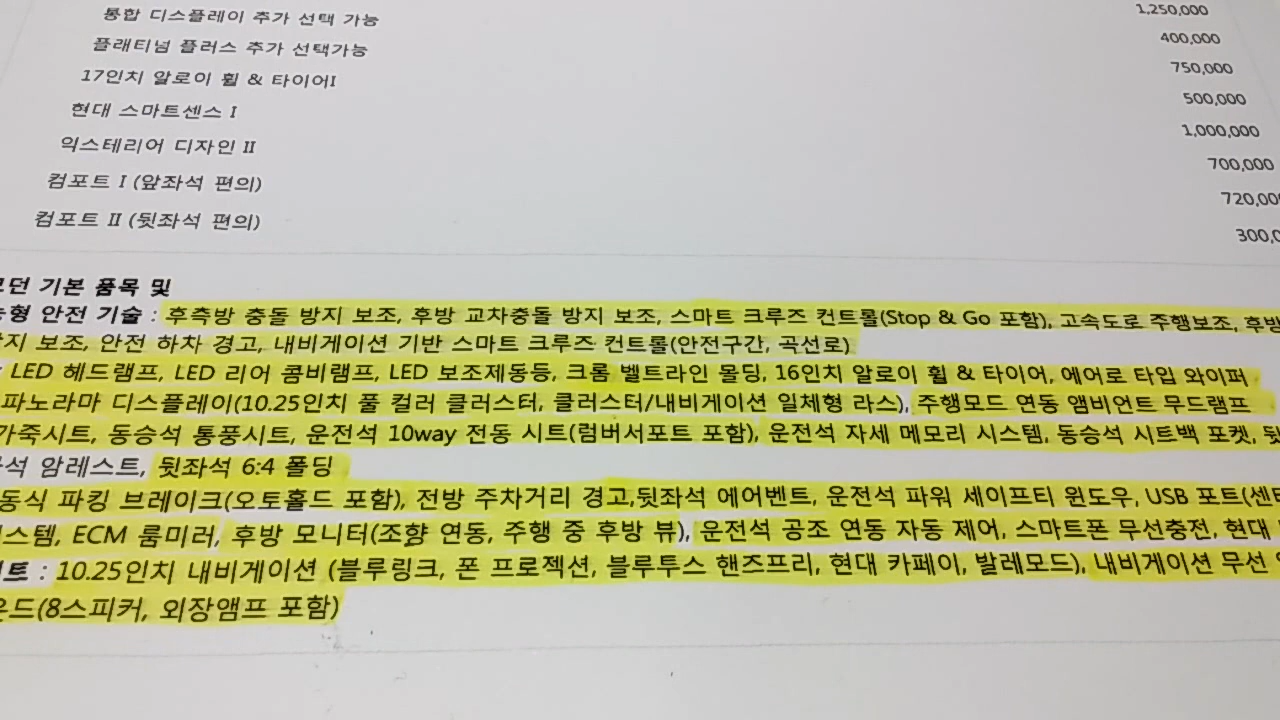 통합 디스플레이 추가 선택 가능 1,250,000
플래티넘 플러스 추가 선택가능 400,000
17인치 알로이 휠 & 타이어I 750,000
현대 스마트센스 I 500,000
익스테리어 디자인 II 1,000,000
컴포트 I (앞좌석 편의) 700,000
컴포트 II (뒷좌석 편의) 720,00
300,0
기본 품목 및
안전 기술 : 후측방 충돌 방지 보조, 후방 교차충돌 방지 보조, 스마트 크루즈 컨트롤(Stop & Go 포함), 고속도로 주행보조, 후방
보조, 안전 하차 경고, 내비게이션 기반 스마트 크루즈 컨트롤(안전구간, 곡선로)
LED 헤드램프, LED 리어 콤비램프, LED 보조제동등, 크롬 벨트라인 몰딩, 16인치 알로이 휠 & 타이어, 에어로 타입 와이퍼
파노라마 디스플레이(10.25인치 풀 컬러 클러스터, 클러스터/내비게이션 일체형 라스), 주행모드 연동 앰비언트 무드램프
가죽시트, 동승석 통풍시트, 운전석 10way 전동 시트(럼버서포트 포함), 운전석 자세 메모리 시스템, 동승석 시트백 포켓,
암레스트, 뒷좌석 6:4 폴딩
동식 파킹 브레이크(오토홀드 포함), 전방 주차거리 경고,뒷좌석 에어벤트, 운전석 파워 세이프티 윈도우, USB 포트(센터
스템, ECM 룸미러, 후방 모니터(조향 연동, 주행 중 후방 뷰), 운전석 공조 연동 자동 제어, 스마트폰 무선충전, 현대
트 : 10.25인치 내비게이션 (블루링크, 폰 프로젝션, 블루투스 핸즈프리, 현대 카페이, 발레모드), 내비게이션 무선
운드(8스피커, 외장앰프 포함)